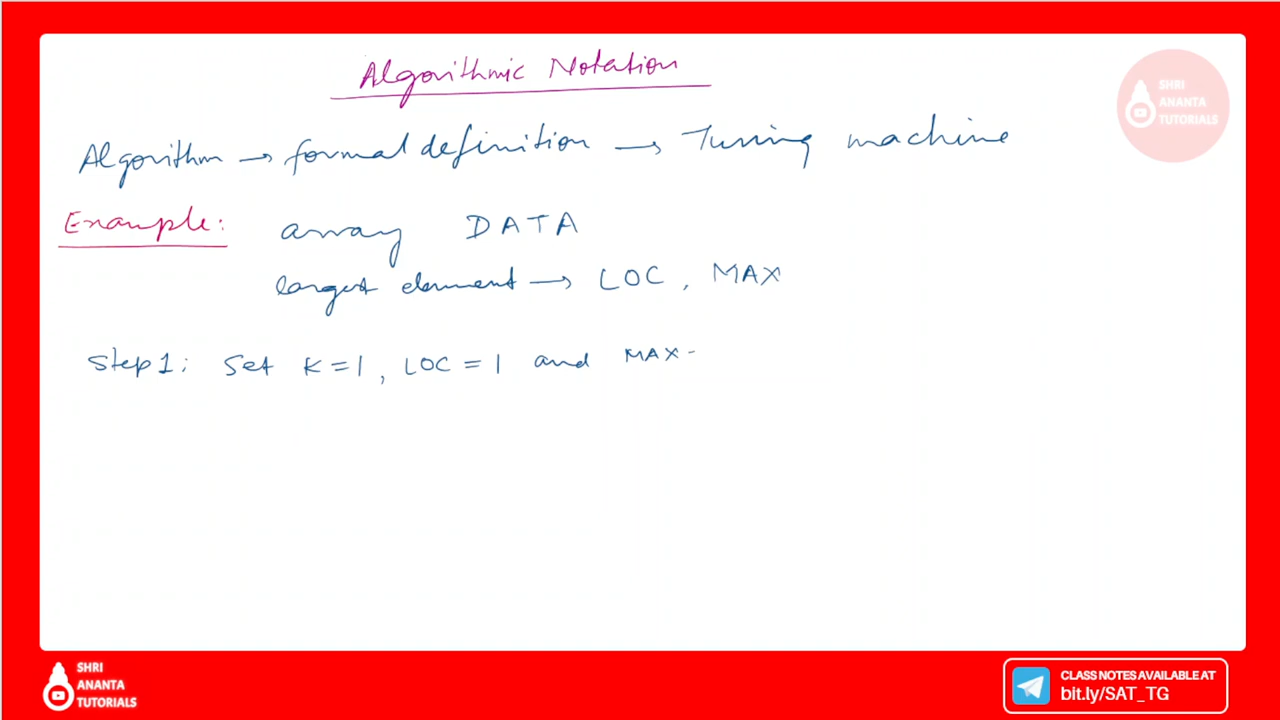 Algorithmic Notation
SHRI
ANANTA
TUTORIALS
Algorithm → formal definition → Turing machine
Example: array DATA
largest element → LOC, MAX
Step 1: Set K = 1, LOC = 1 and MAX -
SHRI
ANANTA
TUTORIALS
CLASS NOTES AVAILABLE AT
bit.ly/SAT_TG